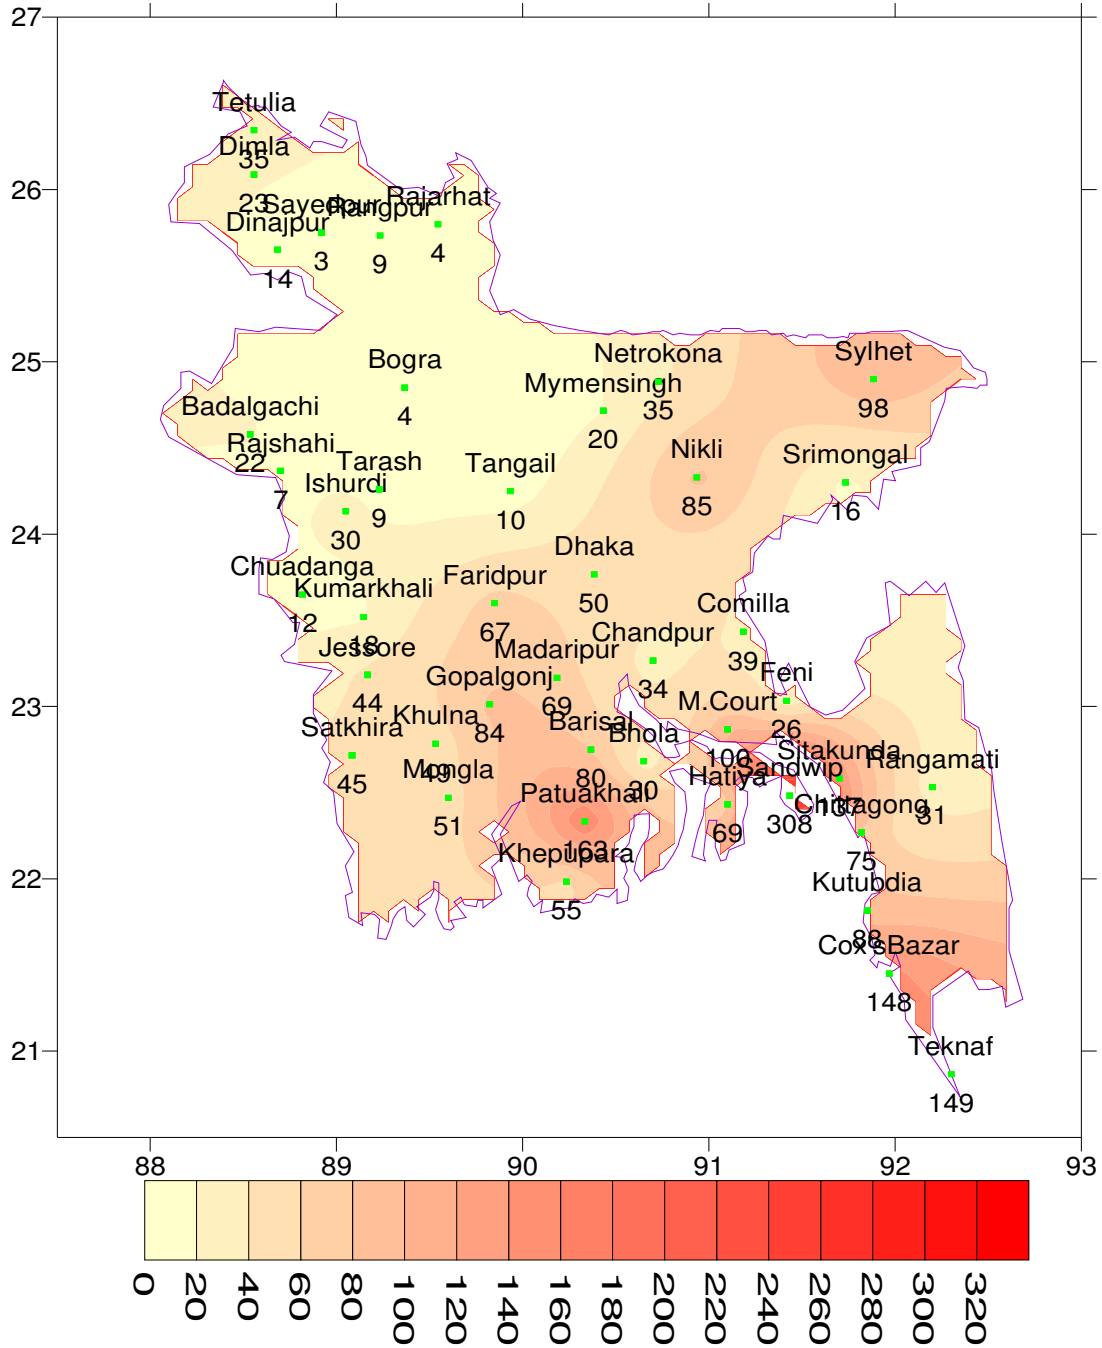 27
Tetulia
Dimla
35
26
23
Sayedpur
Rangpur
Rajarhat
Dinajpur
3
9
4
14
25
Bogra
4
Netrokona
35
Sylhet
98
Mymensingh
20
Badalgachi
22
Rajshahi
7
Tarash
9
Ishurdi
30
Tangail
10
Nikli
85
Srimongal
16
24
Dhaka
50
Chuadanga
12
Kumarkhali
18
Faridpur
67
Comilla
39
Jessore
44
Chandpur
34
Madaripur
69
Feni
26
23
Gopalgonj
84
M.Court
100
Satkhira
45
Khulna
49
Barisal
80
Bhola
30
Sitakunda
137
Sandwip
308
Rangamati
31
Mongla
51
Hatiya
69
Patuakhali
163
Chittagong
75
22
Khepupara
55
Kutubdia
88
Cox'sBazar
148
21
Teknaf
149
88 89 90 91 92 93
0 20 40 60 80 100 120 140 160 180 200 220 240 260 280 300 320